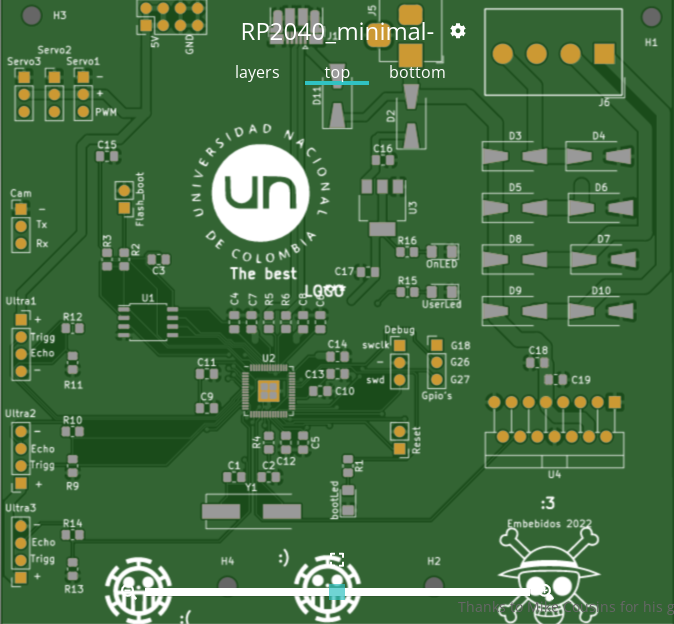 RP2040_minimal-
layers top bottom
H3
5V
GND
J1
J5
H1
J6
Servo2
Servo3 Servo1
−
+
PWM
D11
D2
UNIVERSIDAD NACIONAL
un
DE COLOMBIA
The best
LOGO
C15
Flash_boot
C16
U3
D3 D4
D5 D6
D8 D7
D9 D10
Cam
−
Tx
Rx
R3
R2
C3
R16
OnLED
C17
R15
UserLed
U1
C4 C7 R5 R6 C8 C6
Ultra1
+
Trigg
Echo
−
R12
R11
C11
C9
U2
C14
C13
C10
Debug
swclk
−
swd
G18
G26
G27
Gpio's
C18
C19
U4
Ultra2
−
Echo
Trigg
+
R10
R9
R4
C12
C5
C1 C2
Y1
R1
bootLed
Reset
Ultra3
−
Echo
Trigg
+
R14
R13
:3
Embebidos 2022
H4
:)
H2
:(